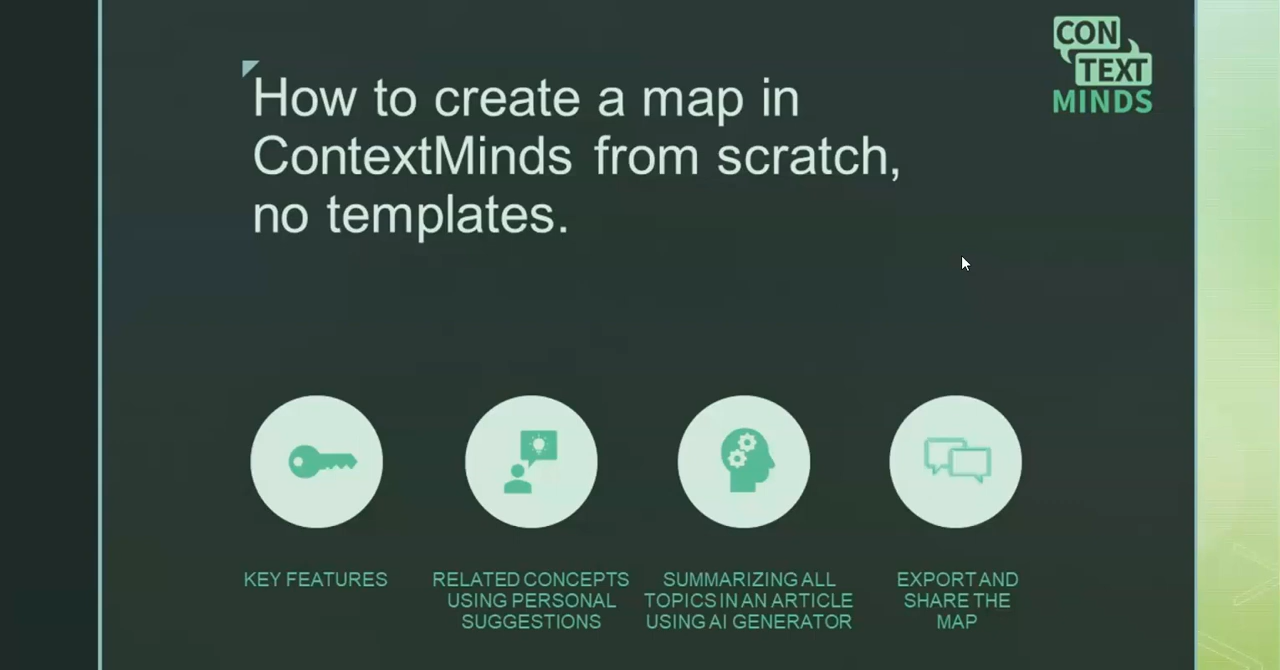 CON
TEXT
MINDS
How to create a map in
ContextMinds from scratch,
no templates.
KEY FEATURES
RELATED CONCEPTS
USING PERSONAL
SUGGESTIONS
SUMMARIZING ALL
TOPICS IN AN ARTICLE
USING AI GENERATOR
EXPORT AND
SHARE THE
MAP